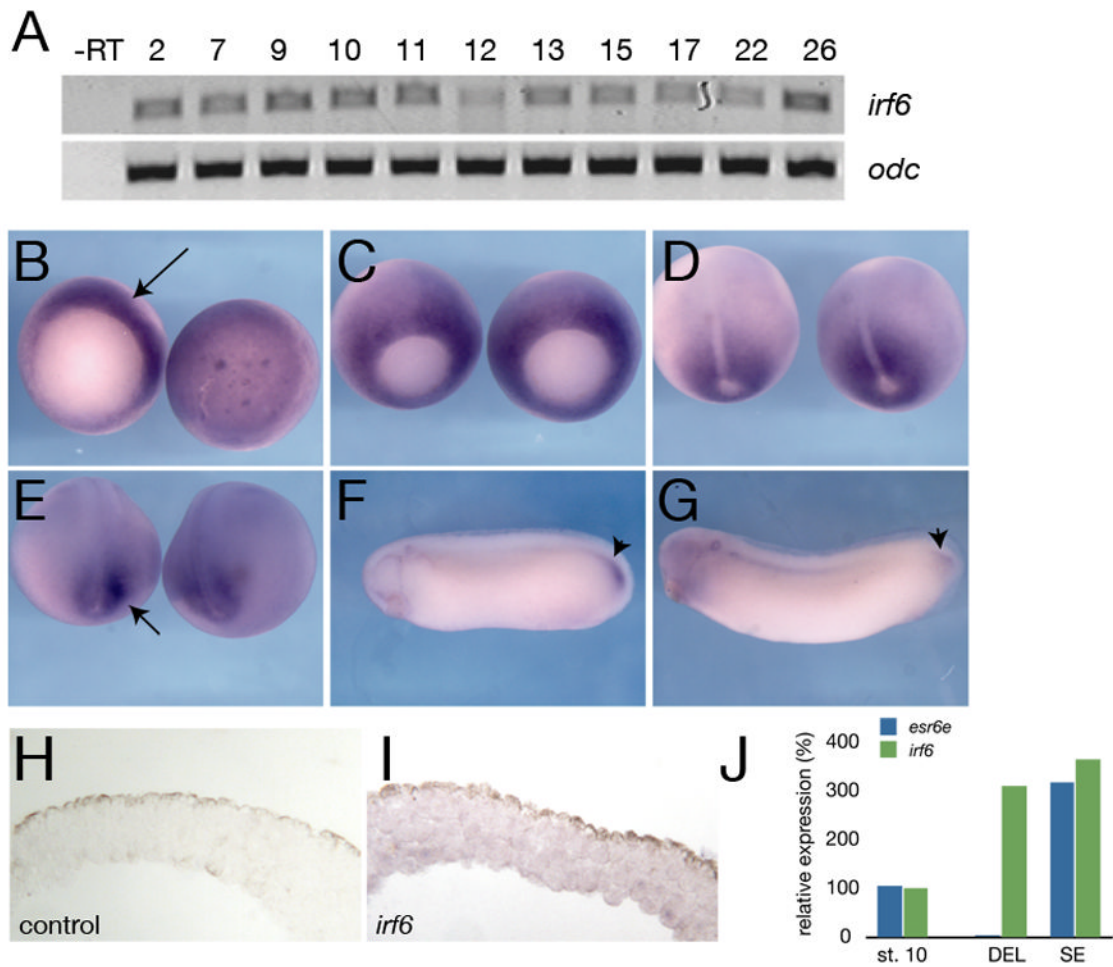 A
-RT 2 7 9 10 11 12 13 15 17 22 26
irf6
odc
B
C
D
E
F
G
H
control
I
irf6
J
esr6e
irf6
relative expression (%)
400
300
200
100
0
st. 10 DEL SE